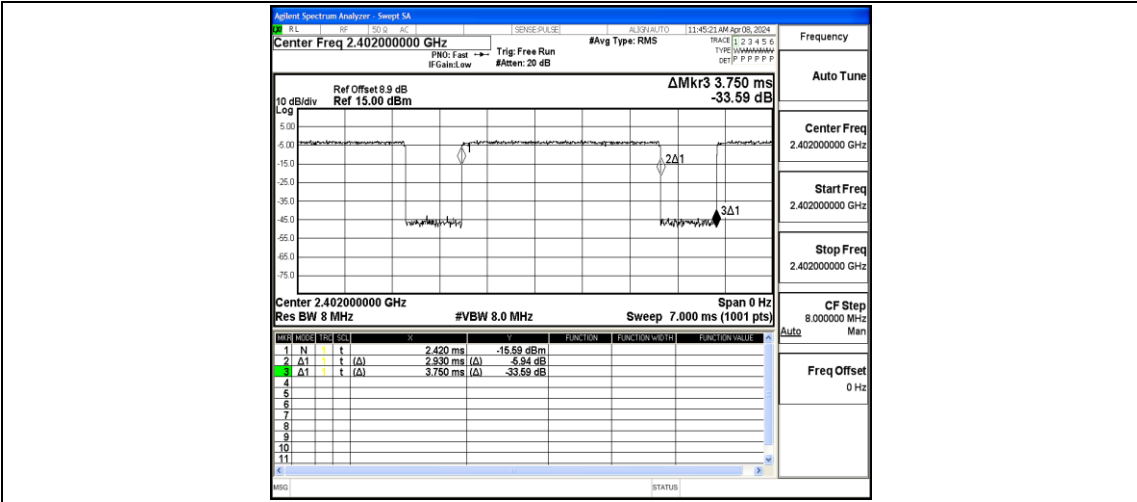 Agilent Spectrum Analyzer - Swept SA
RL RF 50 Ω AC SENSE:PULSE ALIGN AUTO 11:45:21 AM Apr 08, 2024
Center Freq 2.402000000 GHz
PNO: Fast
IFGain:Low
Trig: Free Run
#Atten: 20 dB
#Avg Type: RMS
TRACE 1 2 3 4 5 6
TYPE
DET P P P P P P
Frequency
Auto Tune
Center Freq
2.402000000 GHz
Start Freq
2.402000000 GHz
Stop Freq
2.402000000 GHz
CF Step
8.000000 MHz
Auto Man
Freq Offset
0 Hz
ΔMkr3 3.750 ms
-33.59 dB
Ref Offset 8.9 dB
10 dB/div Ref 15.00 dBm
Log
5.00
-5.00
-15.0
-25.0
-35.0
-45.0
-55.0
-65.0
-75.0
1
2Δ1
3Δ1
Center 2.402000000 GHz Span 0 Hz
Res BW 8 MHz #VBW 8.0 MHz Sweep 7.000 ms (1001 pts)
MKR MODE TRC SCL X Y FUNCTION FUNCTION WIDTH FUNCTION VALUE
1 N 1 t 2.420 ms -15.59 dBm
2 Δ1 1 t (Δ) 2.930 ms (Δ) -5.94 dB
3 Δ1 1 t (Δ) 3.750 ms (Δ) -33.59 dB
4
5
6
7
8
9
10
11
MSG STATUS